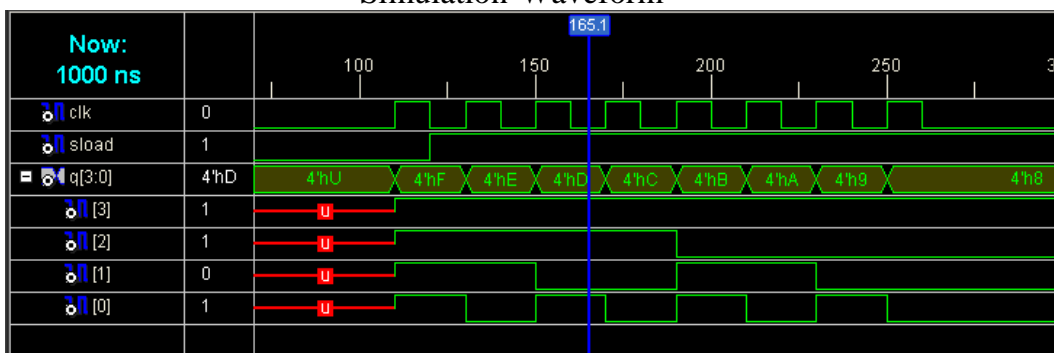 Simulation Waveform
165.1
Now:
1000 ns
100 150 200 250 3
clk 0
sload 1
q[3:0] 4'hD 4'hU 4'hF 4'hE 4'hD 4'hC 4'hB 4'hA 4'h9 4'h8
[3] 1 U
[2] 1 U
[1] 0 U
[0] 1 U